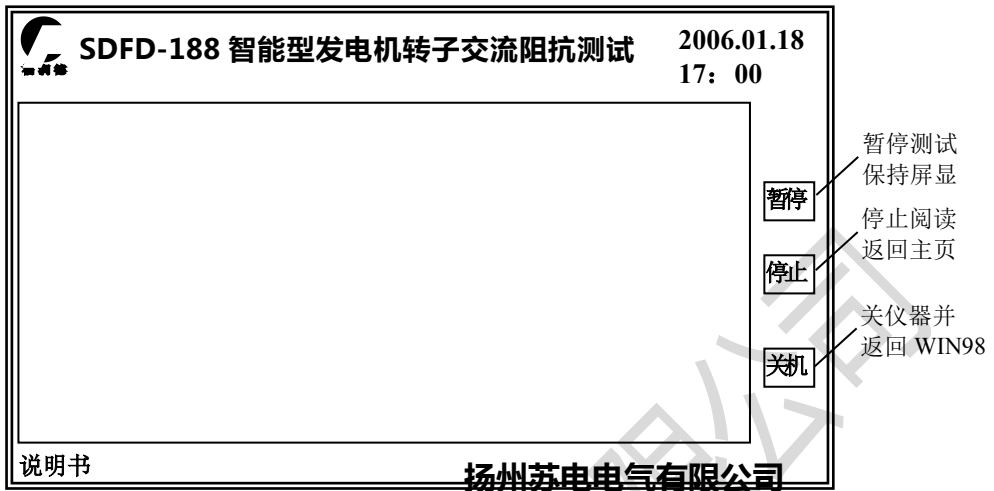 SDFD-188 智能型发电机转子交流阻抗测试
2006.01.18
17：00
暂停
停止
关机
暂停测试
保持屏显
停止阅读
返回主页
关仪器并
返回 WIN98
说明书
扬州苏电电气有限公司
限公司